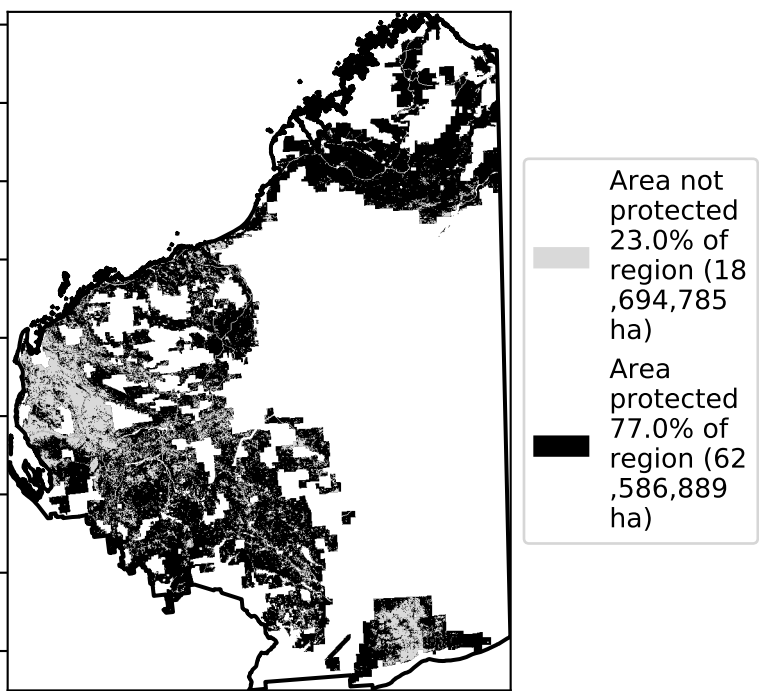 Area not
protected
23.0% of
region (18
,694,785
ha)
Area
protected
77.0% of
region (62
,586,889
ha)